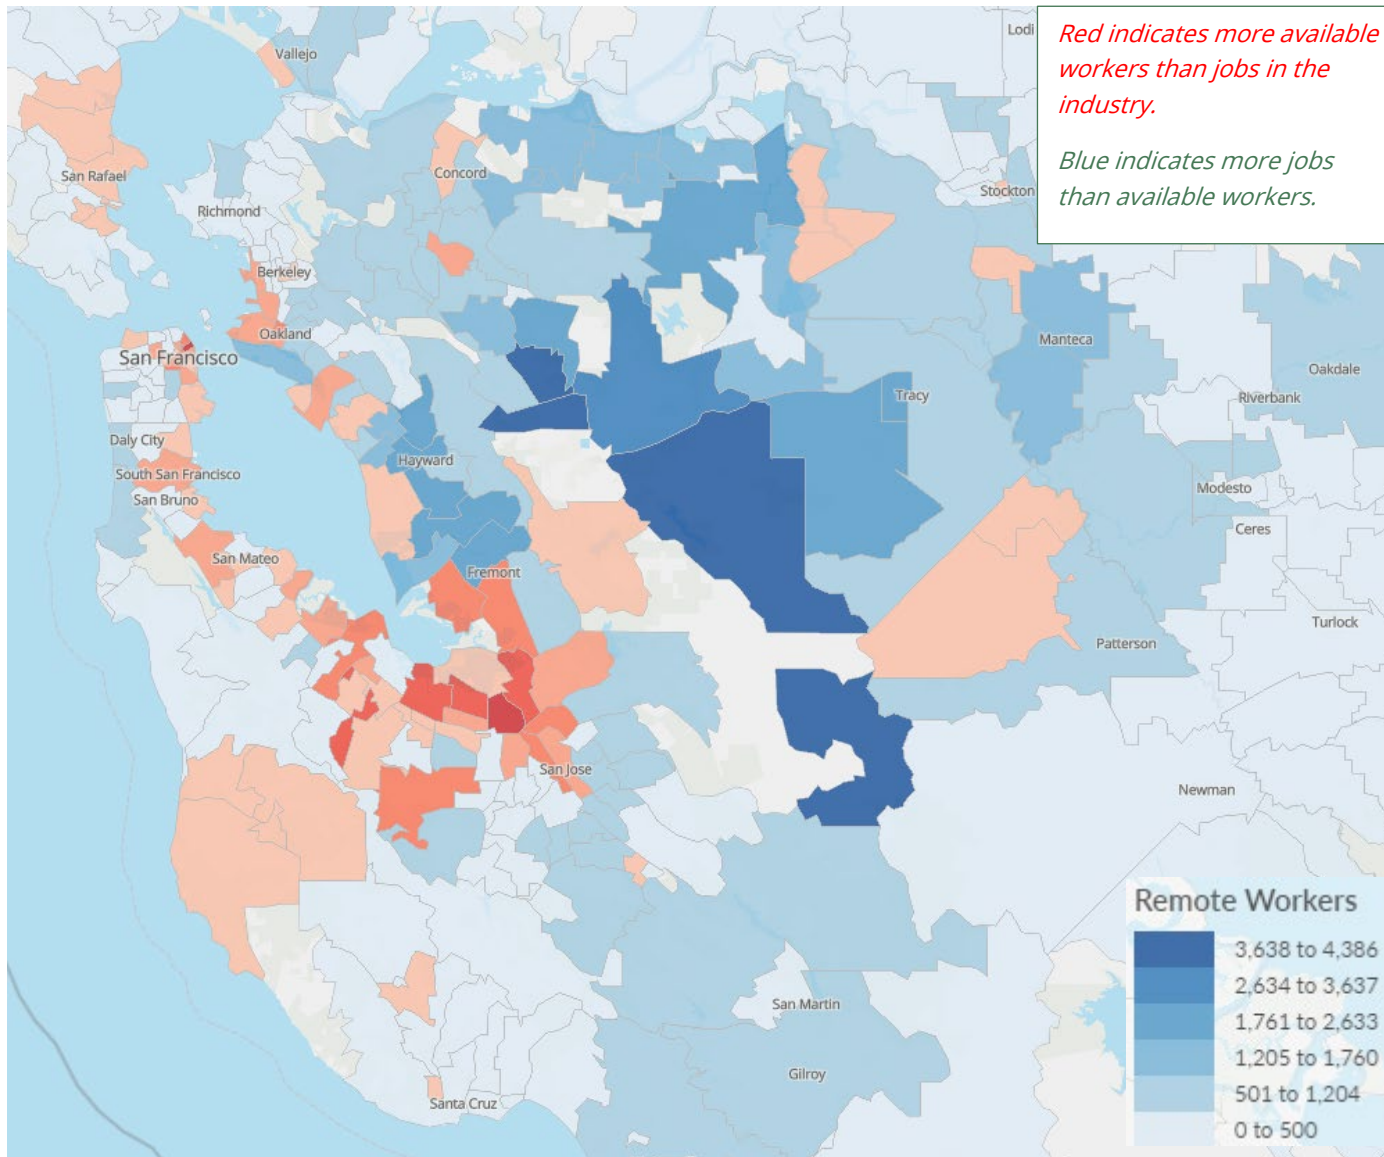 Lodi
Red indicates more available
workers than jobs in the
industry.
Blue indicates more jobs
than available workers.
Vallejo
San Rafael
Concord
Stockton
Richmond
Berkeley
Oakland
San Francisco
Manteca
Oakdale
Tracy
Riverbank
Daly City
Hayward
South San Francisco
San Bruno
Modesto
Ceres
San Mateo
Fremont
Turlock
Patterson
San Jose
Newman
Remote Workers
3,638 to 4,386
2,634 to 3,637
1,761 to 2,633
1,205 to 1,760
501 to 1,204
0 to 500
San Martin
Gilroy
Santa Cruz